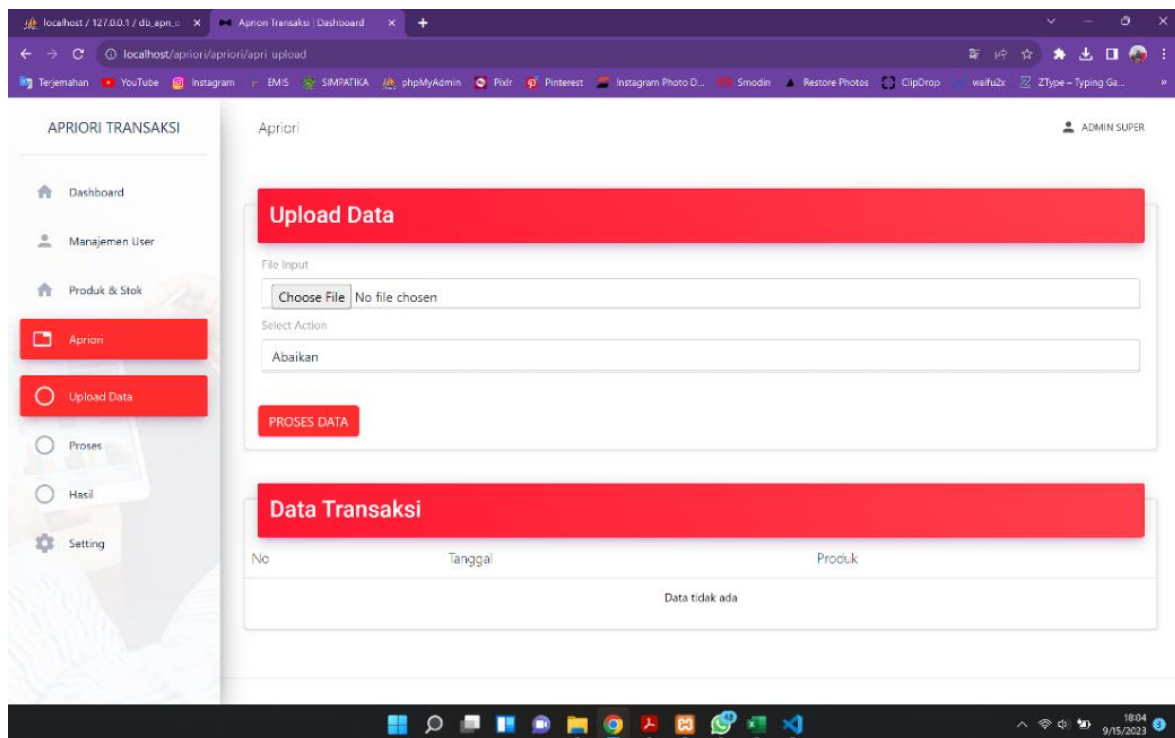 localhost / 127.0.0.1 / db_apri_o
Apriori Transaksi | Dashboard
localhost/apriori/apriori/apri upload
Terjemahan YouTube Instagram EMIS SIMPATIKA phpMyAdmin Pixlr Pinterest Instagram Photo D... Smodin Restore Photos ClipDrop waifu2x ZType – Typing Ga... »
APRIORI TRANSAKSI
Apriori
ADMIN SUPER
Dashboard
Manajemen User
Produk & Stok
Apriori
Upload Data
Proses
Hasil
Setting
Upload Data
File Input
Choose File No file chosen
Select Action
Abaikan
PROSES DATA
Data Transaksi
No Tanggal Produk
Data tidak ada
18:04
9/15/2023